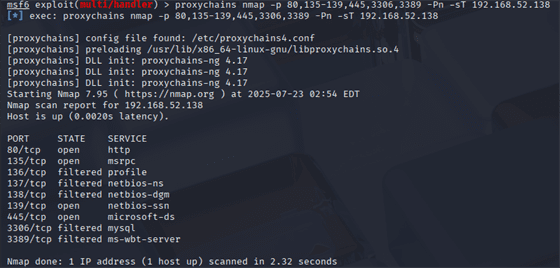 msf6 exploit(multi/handler) > proxychains nmap -p 80,135-139,445,3306,3389 -Pn -sT 192.168.52.138
[*] exec: proxychains nmap -p 80,135-139,445,3306,3389 -Pn -sT 192.168.52.138
[proxychains] config file found: /etc/proxychains4.conf
[proxychains] preloading /usr/lib/x86_64-linux-gnu/libproxychains.so.4
[proxychains] DLL init: proxychains-ng 4.17
[proxychains] DLL init: proxychains-ng 4.17
[proxychains] DLL init: proxychains-ng 4.17
Starting Nmap 7.95 ( https://nmap.org ) at 2025-07-23 02:54 EDT
Nmap scan report for 192.168.52.138
Host is up (0.0020s latency).
PORT     STATE    SERVICE
80/tcp   open     http
135/tcp  open     msrpc
136/tcp  filtered profile
137/tcp  filtered netbios-ns
138/tcp  filtered netbios-dgm
139/tcp  open     netbios-ssn
445/tcp  open     microsoft-ds
3306/tcp filtered mysql
3389/tcp filtered ms-wbt-server
Nmap done: 1 IP address (1 host up) scanned in 2.32 seconds